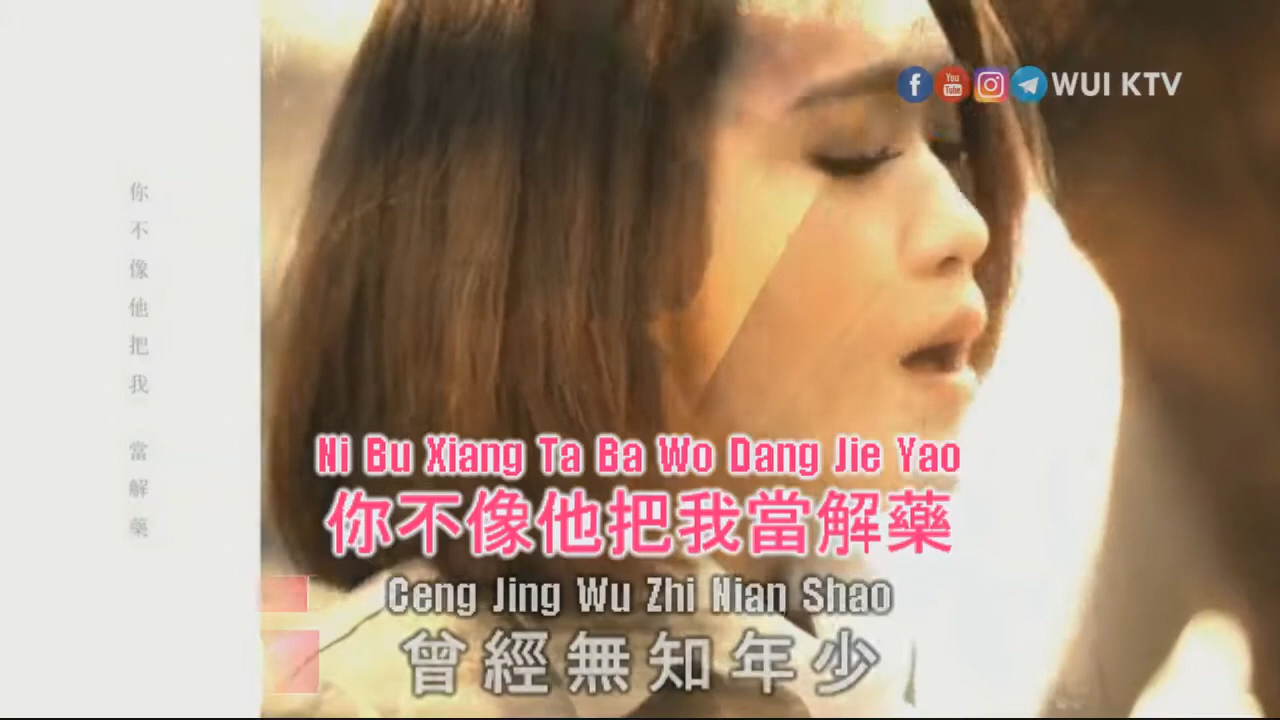 You Tube WUI KTV
你不像他把我 當解藥
Ni Bu Xiang Ta Ba Wo Dang Jie Yao
你不像他把我當解藥
Ceng Jing Wu Zhi Nian Shao
曾經無知年少